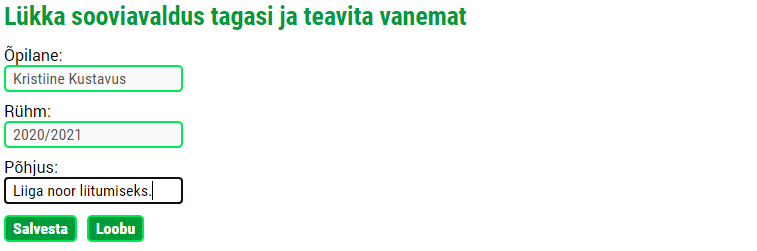 Lükka sooviavaldus tagasi ja teavita vanemat
Õpilane:
Kristiine Kustavus
Rühm:
2020/2021
Põhjus:
Liiga noor liitumiseks.
Salvesta Loobu